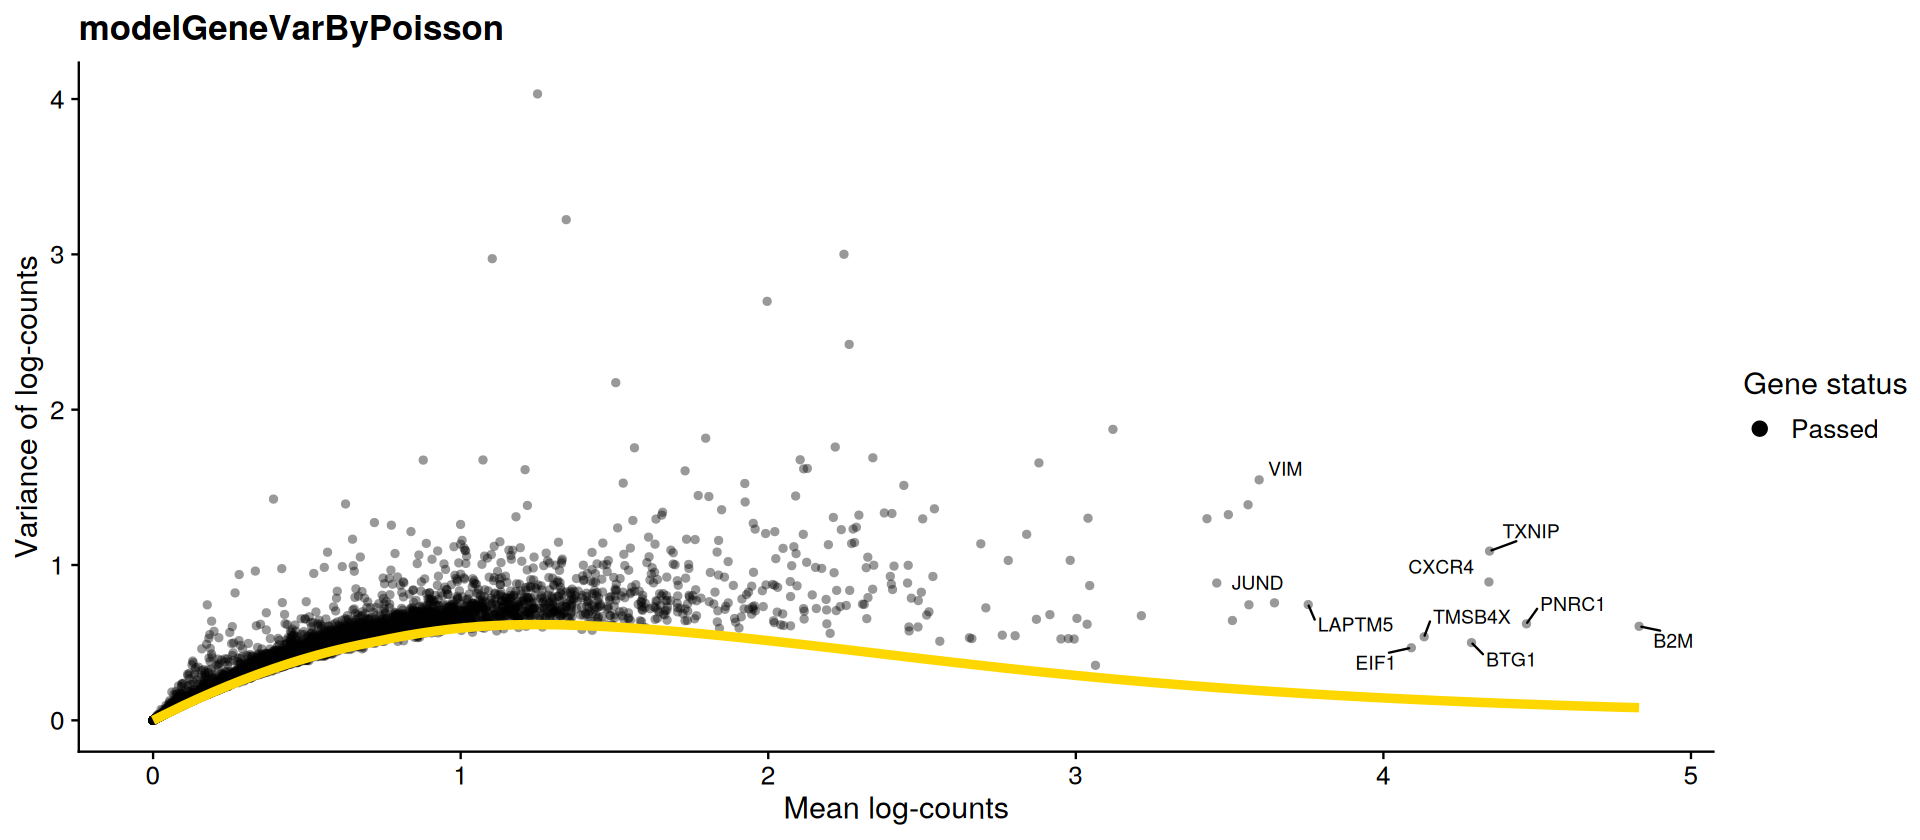 modelGeneVarByPoisson
Variance of log-counts
4
3
2
1
0
VIM
TXNIP
CXCR4
JUND
PNRC1
TMSB4X
LAPTM5
B2M
EIF1
BTG1
0 1 2 3 4 5
Mean log-counts
Gene status
Passed